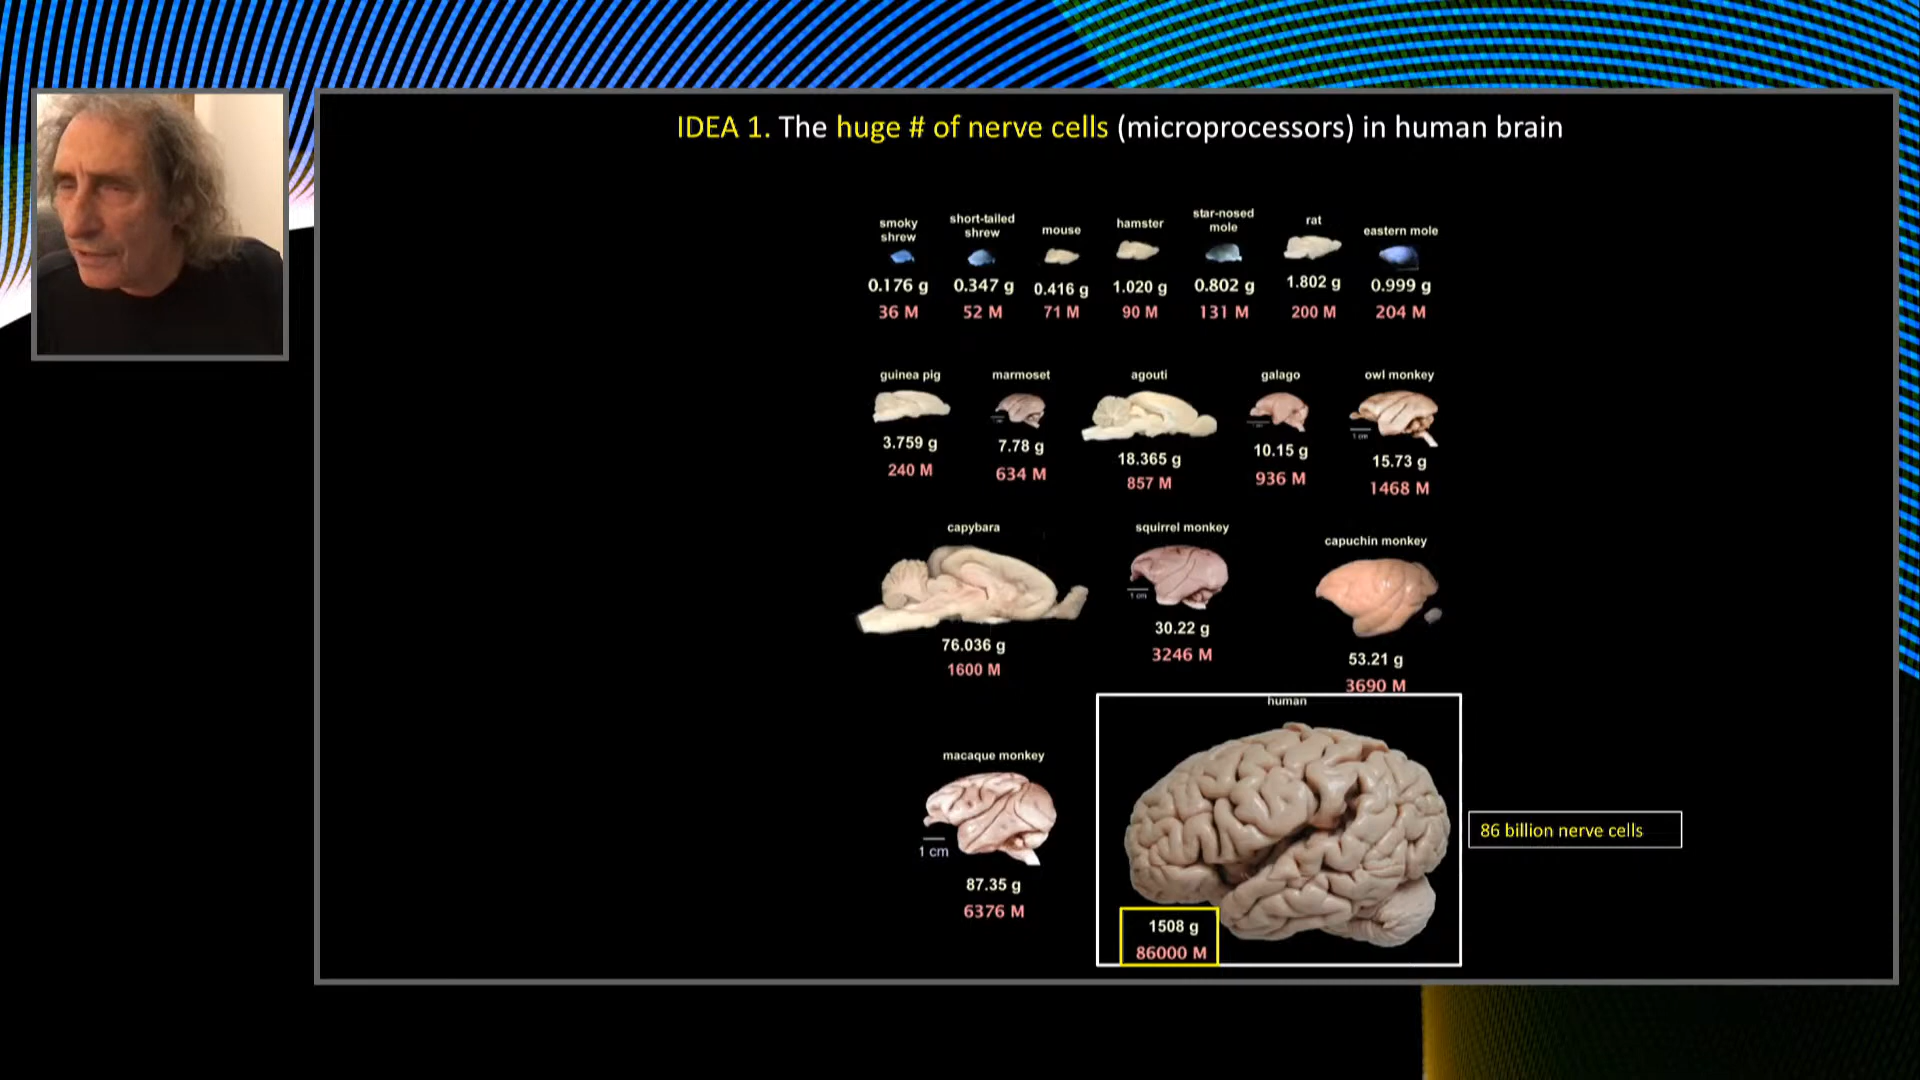 IDEA 1. The huge # of nerve cells (microprocessors) in human brain
smoky
shrew
0.176 g
36 M
short-tailed
shrew
0.347 g
52 M
mouse
0.416 g
71 M
hamster
1.020 g
90 M
star-nosed
mole
0.802 g
131 M
rat
1.802 g
200 M
eastern mole
0.999 g
204 M
guinea pig
3.759 g
240 M
marmoset
7.78 g
634 M
agouti
18.365 g
857 M
galago
10.15 g
936 M
owl monkey
1 cm
15.73 g
1468 M
capybara
76.036 g
1600 M
squirrel monkey
1 cm
30.22 g
3246 M
capuchin monkey
53.21 g
3690 M
macaque monkey
1 cm
87.35 g
6376 M
human
1508 g
86000 M
86 billion nerve cells